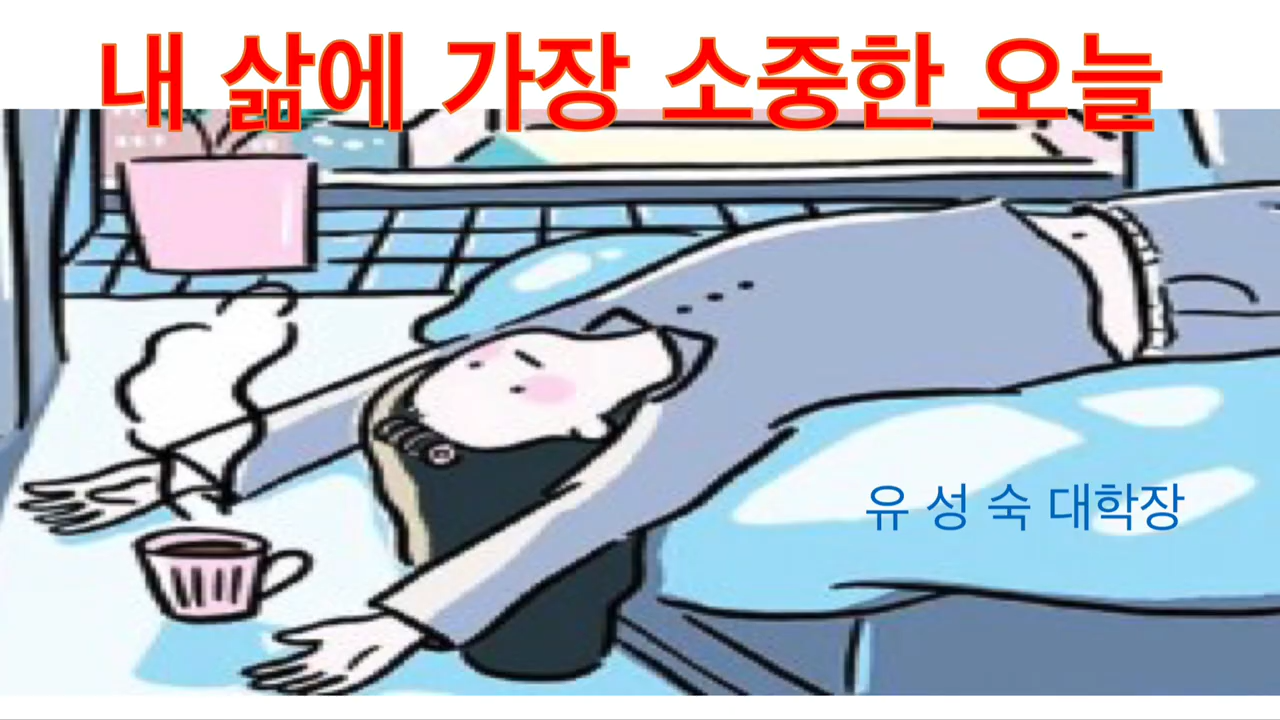 내 삶에 가장 소중한 오늘
유 성 숙 대학장